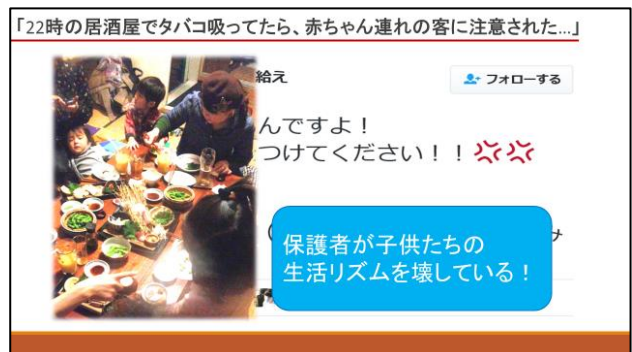 「22時の居酒屋でタバコ吸ってたら、赤ちゃん連れの客に注意された...」
給え
フォローする
んですよ！
つけてください！！💢💢
保護者が子供たちの
生活リズムを壊している！